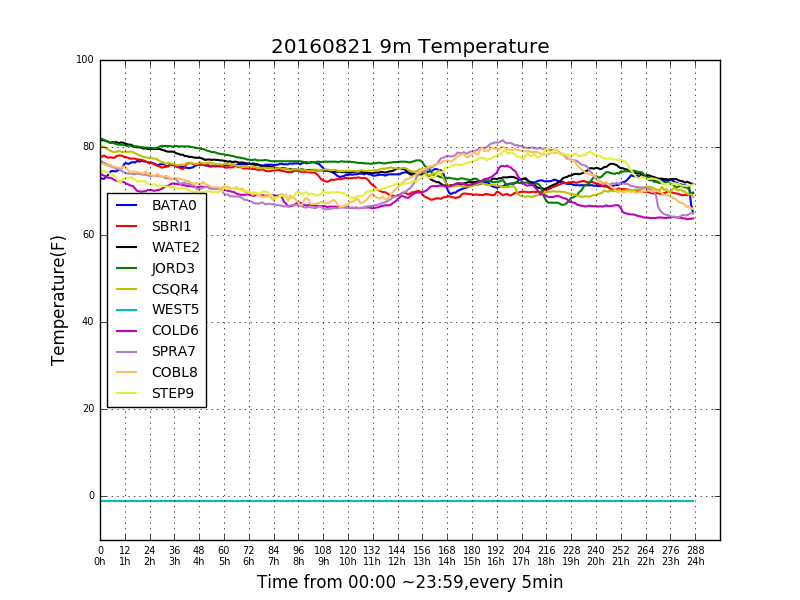 20160821 9m Temperature
Temperature(F)
100
80
60
40
20
0
BATA0
SBRI1
WATE2
JORD3
CSQR4
WEST5
COLD6
SPRA7
COBL8
STEP9
0 12 24 36 48 60 72 84 96 108 120 132 144 156 168 180 192 204 216 228 240 252 264 276 288
0h 1h 2h 3h 4h 5h 6h 7h 8h 9h 10h 11h 12h 13h 14h 15h 16h 17h 18h 19h 20h 21h 22h 23h 24h
Time from 00:00 ~23:59,every 5min